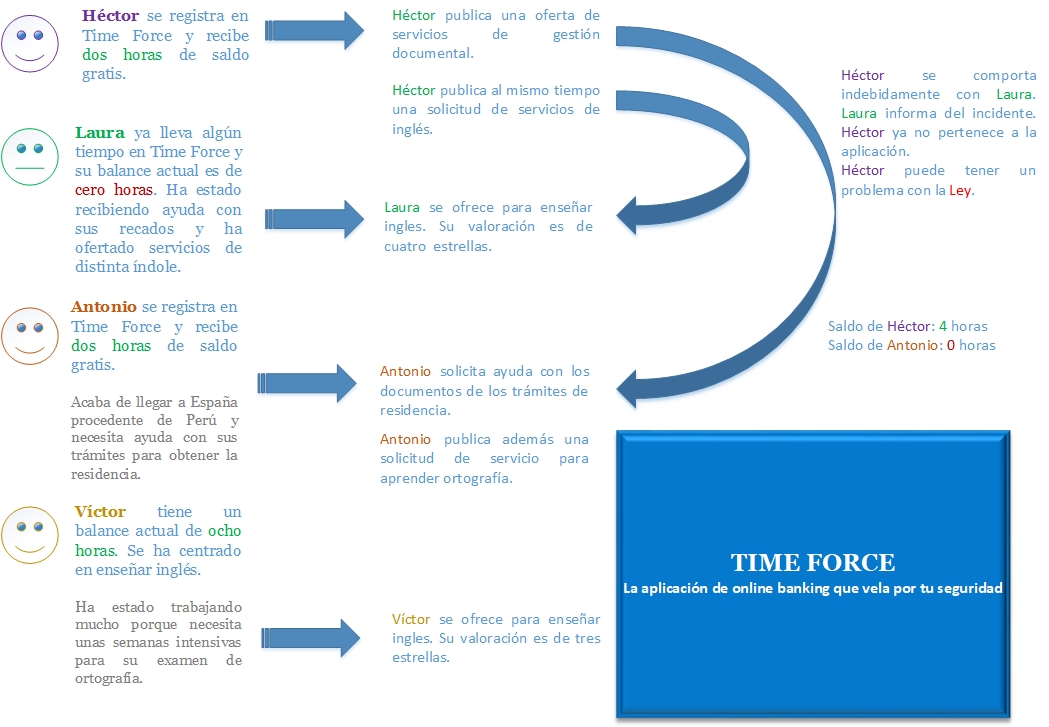 Héctor se registra en
Time Force y recibe
dos horas de saldo
gratis.
Héctor publica una oferta de
servicios de gestión
documental.
Héctor publica al mismo tiempo
una solicitud de servicios de
inglés.
Héctor se comporta
indebidamente con Laura.
Laura informa del incidente.
Héctor ya no pertenece a la
aplicación.
Héctor puede tener un
problema con la Ley.
Laura ya lleva algún
tiempo en Time Force y
su balance actual es de
cero horas. Ha estado
recibiendo ayuda con
sus recados y ha
ofertado servicios de
distinta índole.
Laura se ofrece para enseñar
ingles. Su valoración es de
cuatro estrellas.
Antonio se registra en
Time Force y recibe
dos horas de saldo
gratis.
Acaba de llegar a España
procedente de Perú y
necesita ayuda con sus
trámites para obtener la
residencia.
Antonio solicita ayuda con los
documentos de los trámites de
residencia.
Antonio publica además una
solicitud de servicio para
aprender ortografía.
Saldo de Héctor: 4 horas
Saldo de Antonio: 0 horas
Víctor tiene un
balance actual de ocho
horas. Se ha centrado
en enseñar inglés.
Ha estado trabajando
mucho porque necesita
unas semanas intensivas
para su examen de
ortografía.
Víctor se ofrece para enseñar
ingles. Su valoración es de tres
estrellas.
TIME FORCE
La aplicación de online banking que vela por tu seguridad